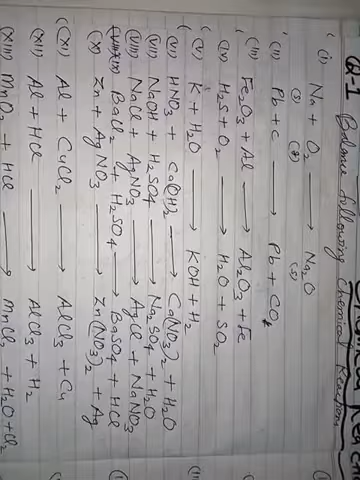 Q.1 Balance following Chemical Reactions
(i) Na + O₂ ⟶ Na₂O
(s) (g) (s)
(ii) Pb + C ⟶ Pb + CO₂
(iii) Fe₂O₃ + Al ⟶ Al₂O₃ + Fe
(iv) H₂S + O₂ ⟶ H₂O + SO₂
(v) K + H₂O ⟶ KOH + H₂
(vi) HNO₃ + Ca(OH)₂ ⟶ Ca(NO₃)₂ + H₂O
(vii) NaOH + H₂SO₄ ⟶ Na₂SO₄ + H₂O
(viii) NaCl + AgNO₃ ⟶ AgCl + NaNO₃
(ix) BaCl₂ + H₂SO₄ ⟶ BaSO₄ + HCl
(x) Zn + AgNO₃ ⟶ Zn(NO₃)₂ + Ag
(xi) Al + CuCl₂ ⟶ AlCl₃ + Cu
(xii) Al + HCl ⟶ AlCl₃ + H₂
(xiii) MnO₂ + HCl ⟶ MnCl₂ + H₂O + Cl₂